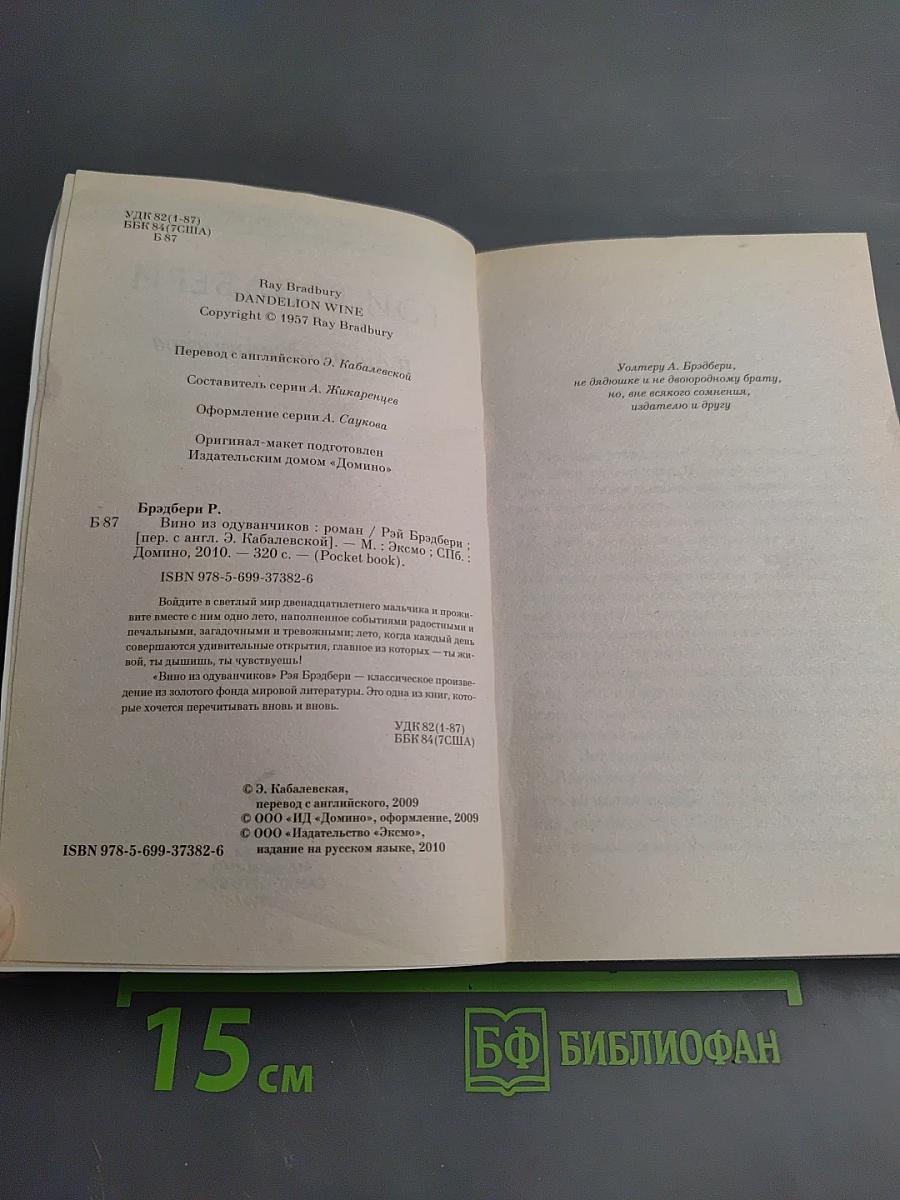 УДК 82(1-87)
ББК 84(7США)
Б 87
Ray Bradbury
DANDELION WINE
Copyright © 1957 Ray Bradbury
Перевод с английского Э. Кабалевской
Составитель серии А. Жикаренцев
Оформление серии А. Саукова
Оригинал-макет подготовлен
Издательским домом «Домино»
Брэдбери Р.
Б 87 Вино из одуванчиков : роман / Рэй Брэдбери ;
[пер. с англ. Э. Кабалевской]. — М. : Эксмо ; СПб. :
Домино, 2010. — 320 с. — (Pocket book).
ISBN 978-5-699-37382-6
Войдите в светлый мир двенадцатилетнего мальчика и прожи-
вите вместе с ним одно лето, наполненное событиями радостными и
печальными, загадочными и тревожными; лето, когда каждый день
совершаются удивительные открытия, главное из которых — ты жи-
вой, ты дышишь, ты чувствуешь!
«Вино из одуванчиков» Рэя Брэдбери — классическое произве-
дение из золотого фонда мировой литературы. Это одна из книг, кото-
рые хочется перечитывать вновь и вновь.
УДК 82(1-87)
ББК 84(7США)
© Э. Кабалевская,
перевод с английского, 2009
© ООО «ИД «Домино», оформление, 2009
© ООО «Издательство «Эксмо»,
ISBN 978-5-699-37382-6 издание на русском языке, 2010
Уолтеру А. Брэдбери,
не дядюшке и не двоюродному брату,
но, вне всякого сомнения,
издателю и другу
15 см
БФ БИБЛИОФАН